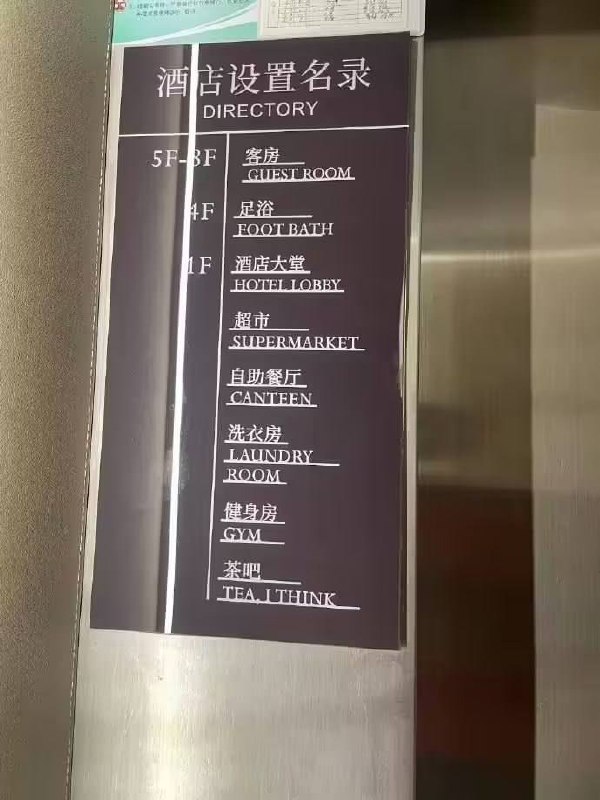 酒店设置名录
DIRECTORY
5F-8F 客房
GUEST ROOM
4F 足浴
FOOT BATH
1F 酒店大堂
HOTEL LOBBY
超市
SUPERMARKET
自助餐厅
CANTEEN
洗衣房
LAUNDRY
ROOM
健身房
GYM
茶吧
TEA, I THINK